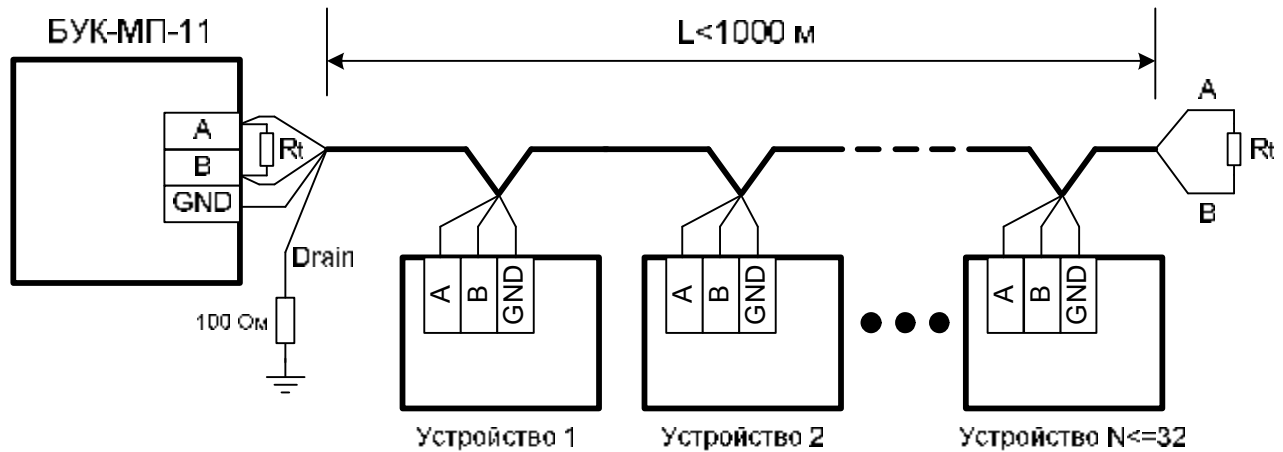 БУК-МП-11
L<1000 м
A
B
GND
Rt
Drain
100 Ом
A
B
GND
A
B
GND
A
B
GND
A
Rt
B
Устройство 1
Устройство 2
Устройство N<=32